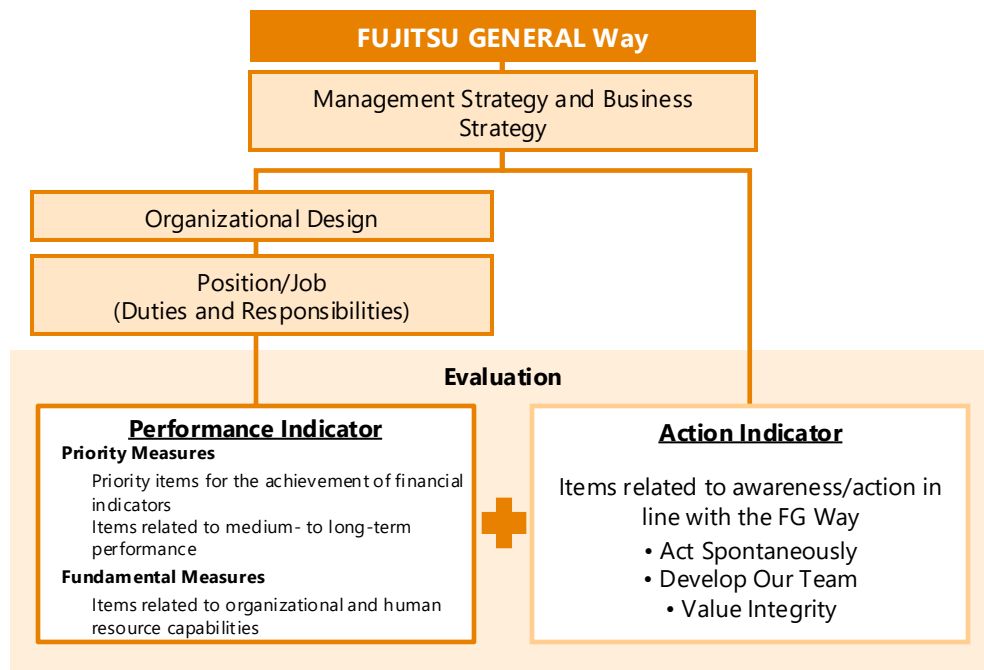 FUJITSU GENERAL Way
Management Strategy and Business
Strategy
Organizational Design
Position/Job
(Duties and Responsibilities)
Evaluation
Performance Indicator
Priority Measures
Priority items for the achievement of financial
indicators
Items related to medium- to long-term
performance
Fundamental Measures
Items related to organizational and human
resource capabilities
Action Indicator
Items related to awareness/action in
line with the FG Way
• Act Spontaneously
• Develop Our Team
• Value Integrity